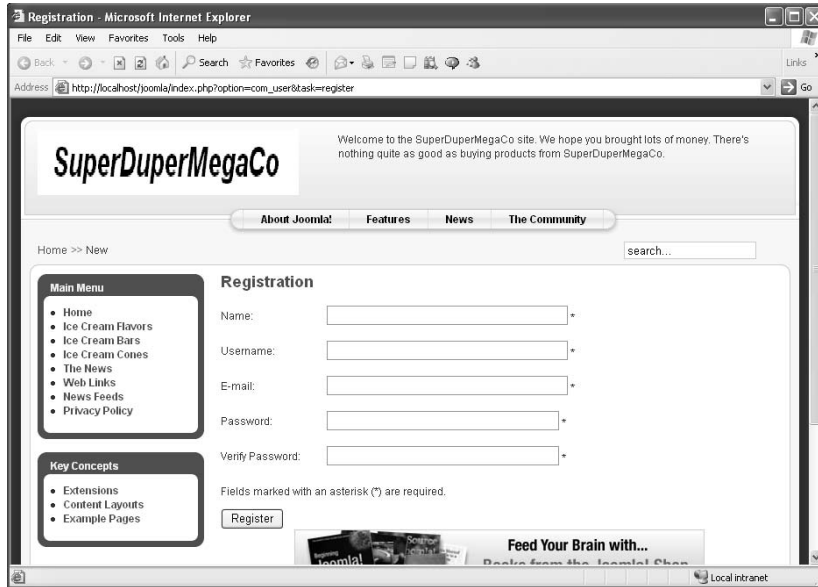 Registration - Microsoft Internet Explorer
File Edit View Favorites Tools Help
Back Search Favorites Links
Address http://localhost/joomla/index.php?option=com_user&task=register Go
SuperDuperMegaCo
Welcome to the SuperDuperMegaCo site. We hope you brought lots of money. There's
nothing quite as good as buying products from SuperDuperMegaCo.
About Joomla! Features News The Community
Home >> New
search...
Main Menu
Home
Ice Cream Flavors
Ice Cream Bars
Ice Cream Cones
The News
Web Links
News Feeds
Privacy Policy
Key Concepts
Extensions
Content Layouts
Example Pages
Registration
Name: *
Username: *
E-mail: *
Password: *
Verify Password: *
Fields marked with an asterisk (*) are required.
Register
Feed Your Brain with...
Books from the Joomla! Shop
Local intranet